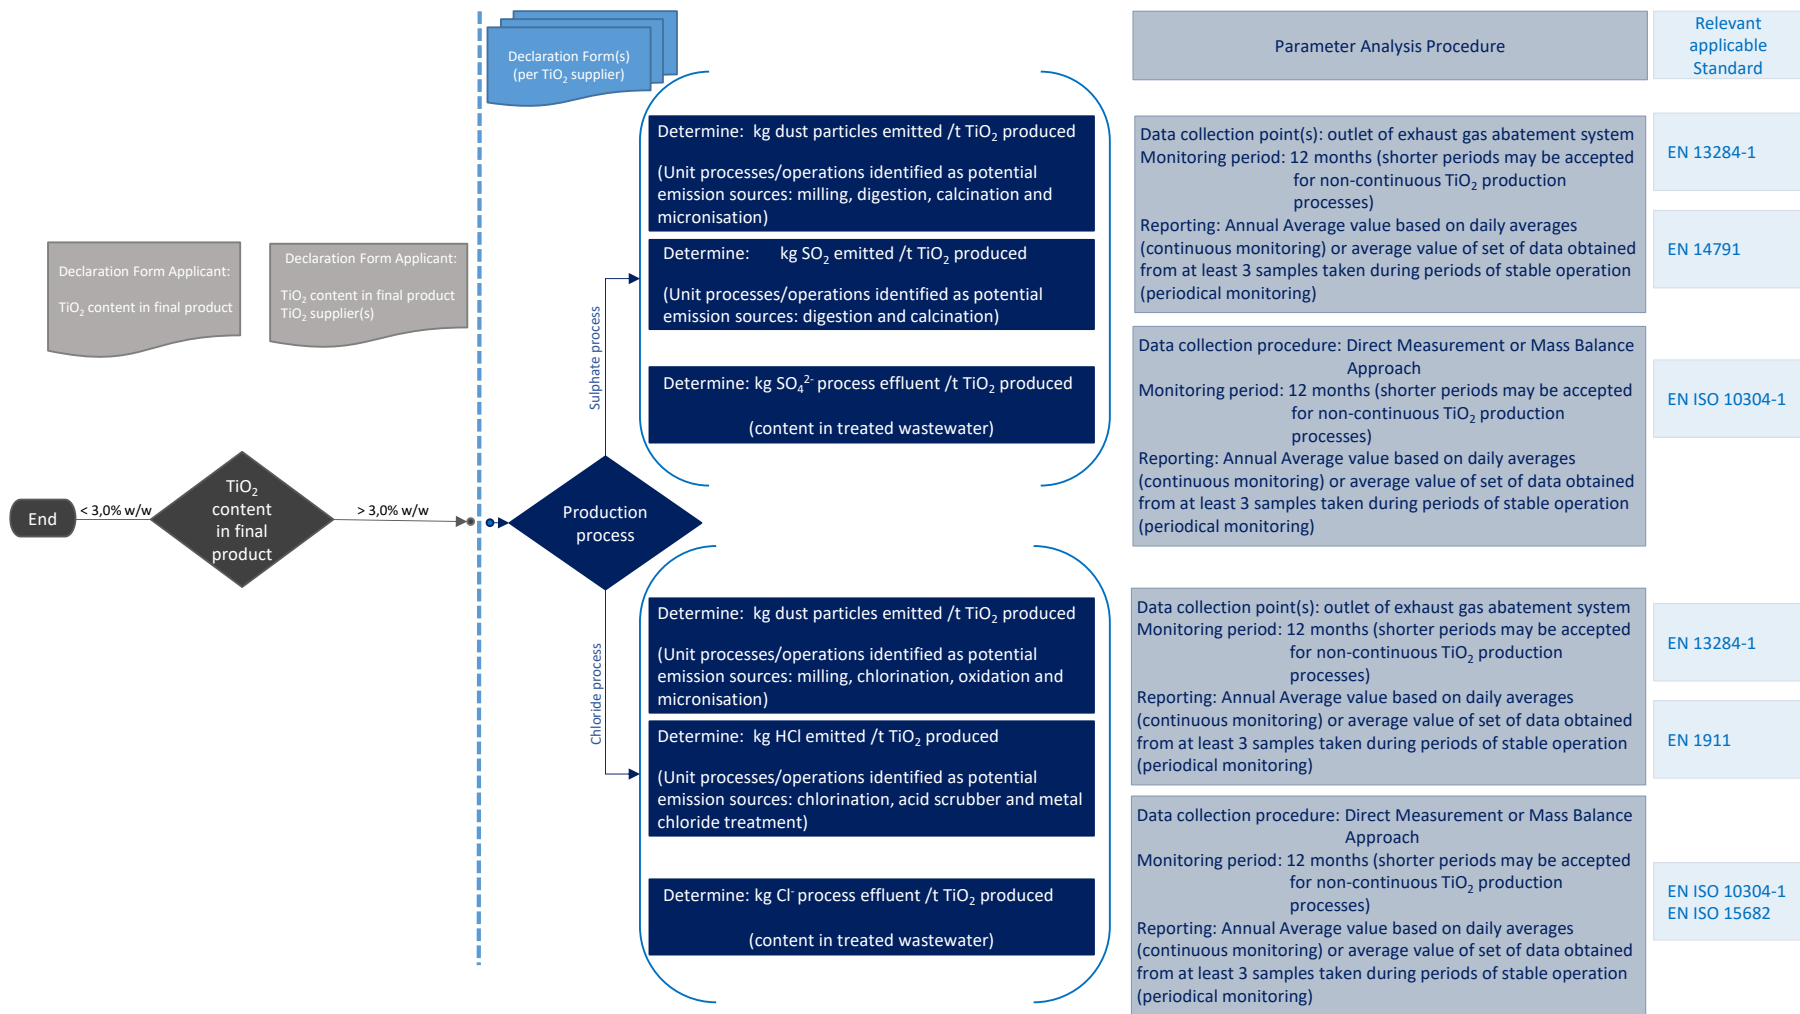 Declaration Form(s)
(per TiO₂ supplier)
Parameter Analysis Procedure
Relevant
applicable
Standard
Declaration Form Applicant:
TiO₂ content in final product
Declaration Form Applicant:
TiO₂ content in final product
TiO₂ supplier(s)
End
< 3,0% w/w
TiO₂
content
in final
product
> 3,0% w/w
Production
process
Sulphate process
Determine: kg dust particles emitted /t TiO₂ produced
(Unit processes/operations identified as potential
emission sources: milling, digestion, calcination and
micronisation)
Determine: kg SO₂ emitted /t TiO₂ produced
(Unit processes/operations identified as potential
emission sources: digestion and calcination)
Determine: kg SO₄²⁻ process effluent /t TiO₂ produced
(content in treated wastewater)
Data collection point(s): outlet of exhaust gas abatement system
Monitoring period: 12 months (shorter periods may be accepted
for non-continuous TiO₂ production
processes)
Reporting: Annual Average value based on daily averages
(continuous monitoring) or average value of set of data obtained
from at least 3 samples taken during periods of stable operation
(periodical monitoring)
EN 13284-1
EN 14791
Data collection procedure: Direct Measurement or Mass Balance
Approach
Monitoring period: 12 months (shorter periods may be accepted
for non-continuous TiO₂ production
processes)
Reporting: Annual Average value based on daily averages
(continuous monitoring) or average value of set of data obtained
from at least 3 samples taken during periods of stable operation
(periodical monitoring)
EN ISO 10304-1
Chloride process
Determine: kg dust particles emitted /t TiO₂ produced
(Unit processes/operations identified as potential
emission sources: milling, chlorination, oxidation and
micronisation)
Determine: kg HCl emitted /t TiO₂ produced
(Unit processes/operations identified as potential
emission sources: chlorination, acid scrubber and metal
chloride treatment)
Determine: kg Cl⁻ process effluent /t TiO₂ produced
(content in treated wastewater)
Data collection point(s): outlet of exhaust gas abatement system
Monitoring period: 12 months (shorter periods may be accepted
for non-continuous TiO₂ production
processes)
Reporting: Annual Average value based on daily averages
(continuous monitoring) or average value of set of data obtained
from at least 3 samples taken during periods of stable operation
(periodical monitoring)
EN 13284-1
EN 1911
Data collection procedure: Direct Measurement or Mass Balance
Approach
Monitoring period: 12 months (shorter periods may be accepted
for non-continuous TiO₂ production
processes)
Reporting: Annual Average value based on daily averages
(continuous monitoring) or average value of set of data obtained
from at least 3 samples taken during periods of stable operation
(periodical monitoring)
EN ISO 10304-1
EN ISO 15682